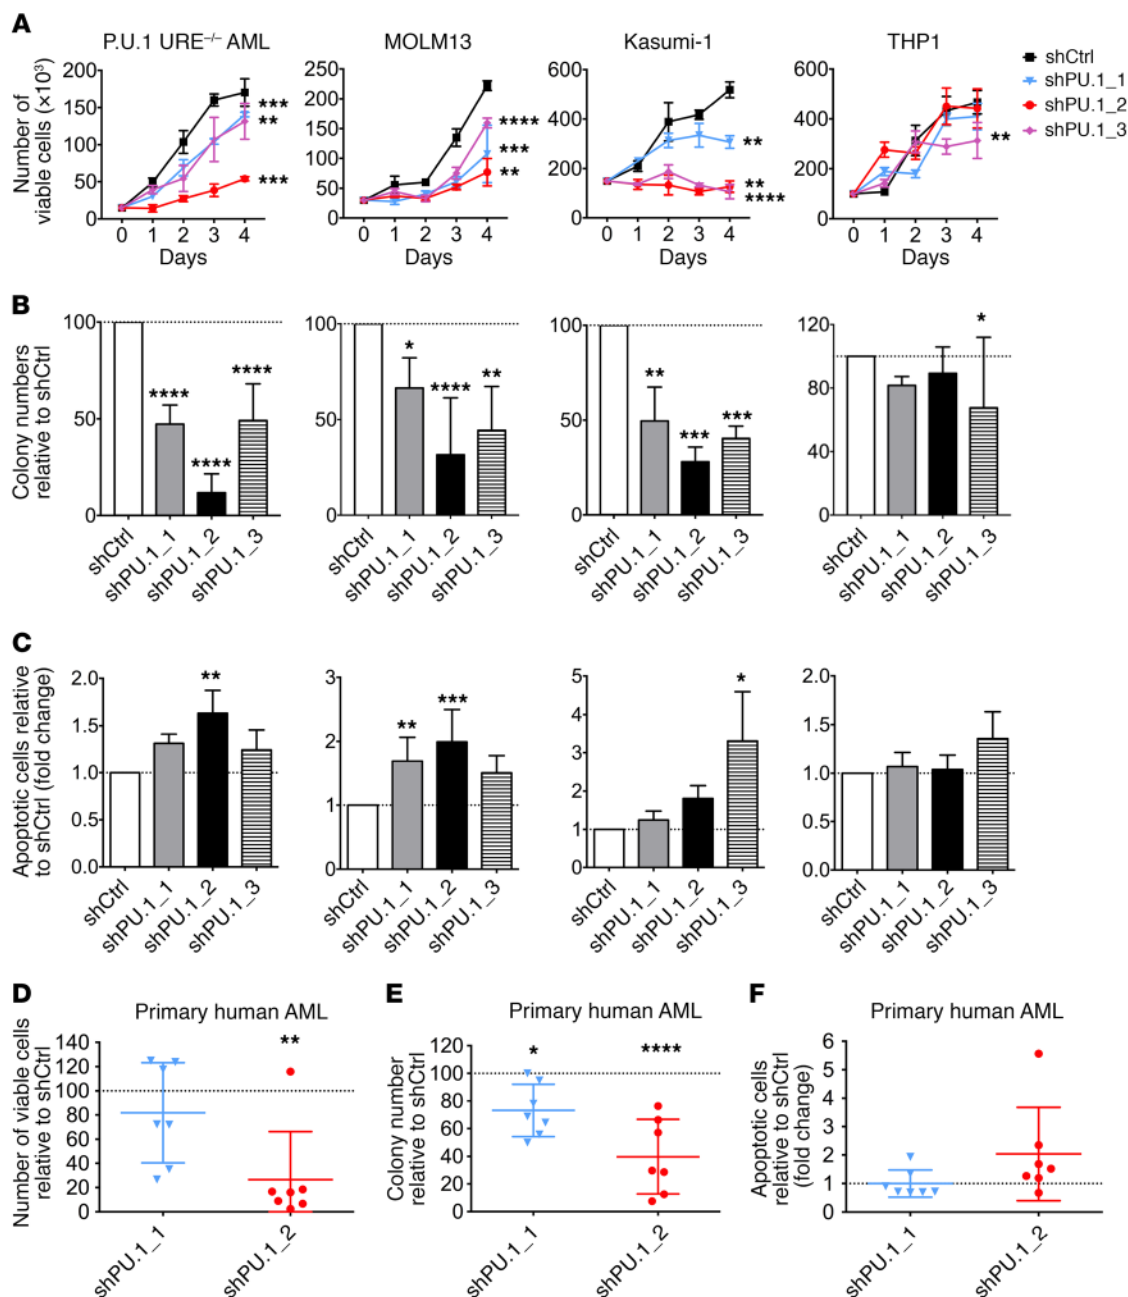 A
P.U.1 URE–/– AML
MOLM13
Kasumi-1
THP1
shCtrl
shPU.1_1
shPU.1_2
shPU.1_3
Number of
viable cells (×10³)
200
150
100
50
0
0 1 2 3 4
Days
***
**
***
250
200
150
100
50
0
0 1 2 3 4
Days
****
***
**
600
400
200
0
0 1 2 3 4
Days
**
**
****
600
400
200
0
0 1 2 3 4
Days
**
B
Colony numbers
relative to shCtrl
100
50
0
****
****
****
shCtrl
shPU.1_1
shPU.1_2
shPU.1_3
100
50
0
*
****
**
shCtrl
shPU.1_1
shPU.1_2
shPU.1_3
100
50
0
**
***
***
shCtrl
shPU.1_1
shPU.1_2
shPU.1_3
120
80
40
0
*
shCtrl
shPU.1_1
shPU.1_2
shPU.1_3
C
Apoptotic cells relative
to shCtrl (fold change)
2.0
1.5
1.0
0.5
0.0
**
shCtrl
shPU.1_1
shPU.1_2
shPU.1_3
3
2
1
0
**
***
shCtrl
shPU.1_1
shPU.1_2
shPU.1_3
5
4
3
2
1
0
*
shCtrl
shPU.1_1
shPU.1_2
shPU.1_3
2.0
1.5
1.0
0.5
0.0
shCtrl
shPU.1_1
shPU.1_2
shPU.1_3
D
Primary human AML
Number of viable cells
relative to shCtrl
140
120
100
80
60
40
20
0
**
shPU.1_1
shPU.1_2
E
Primary human AML
Colony number
relative to shCtrl
120
100
80
60
40
20
0
*
****
shPU.1_1
shPU.1_2
F
Primary human AML
Apoptotic cells
relative to shCtrl
(fold change)
6
5
4
3
2
1
0
shPU.1_1
shPU.1_2